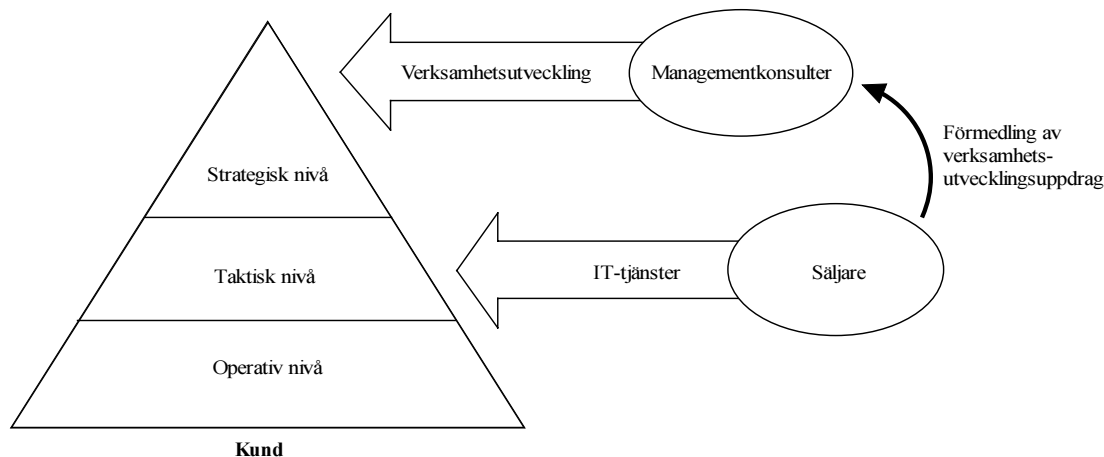 Verksamhetsutveckling
Managementkonsulter
Förmedling av
verksamhets-
utvecklingsuppdrag
Strategisk nivå
Taktisk nivå
IT-tjänster
Säljare
Operativ nivå
Kund